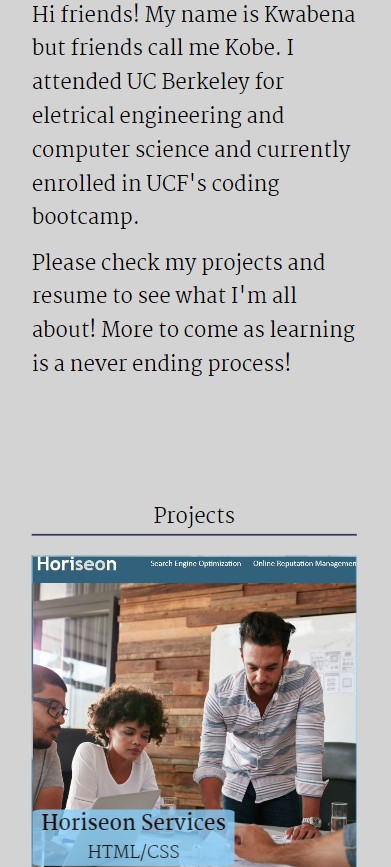 Hi friends! My name is Kwabena
but friends call me Kobe. I
attended UC Berkeley for
eletrical engineering and
computer science and currently
enrolled in UCF's coding
bootcamp.
Please check my projects and
resume to see what I'm all
about! More to come as learning
is a never ending process!
Projects
Horiseon Search Engine Optimization Online Reputation Managemen
Horiseon Services
HTML/CSS